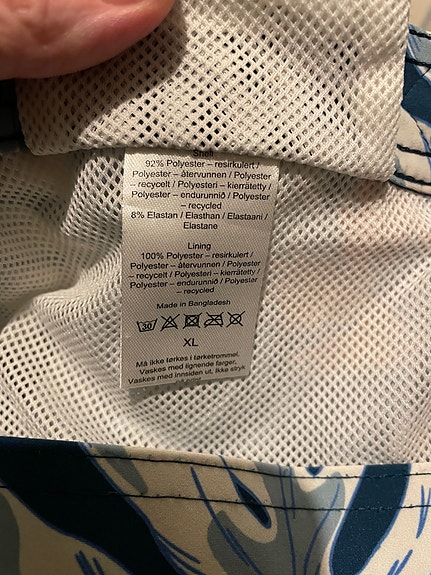 Shell
92% Polyester – resirkulert /
Polyester – återvunnen / Polyester
– recycelt / Polyesteri – kierrätetty /
Polyester – endurunnið / Polyester
– recycled
8% Elastan / Elasthan / Elastaani /
Elastane
Lining
100% Polyester – resirkulert /
Polyester – återvunnen / Polyester
– recycelt / Polyesteri – kierrätetty /
Polyester – endurunnið / Polyester
– recycled
Made in Bangladesh
30
XL
Må ikke tørkes i tørketrommel.
Vaskes med lignende farger.
Vaskes med innsiden ut, Ikke stryk